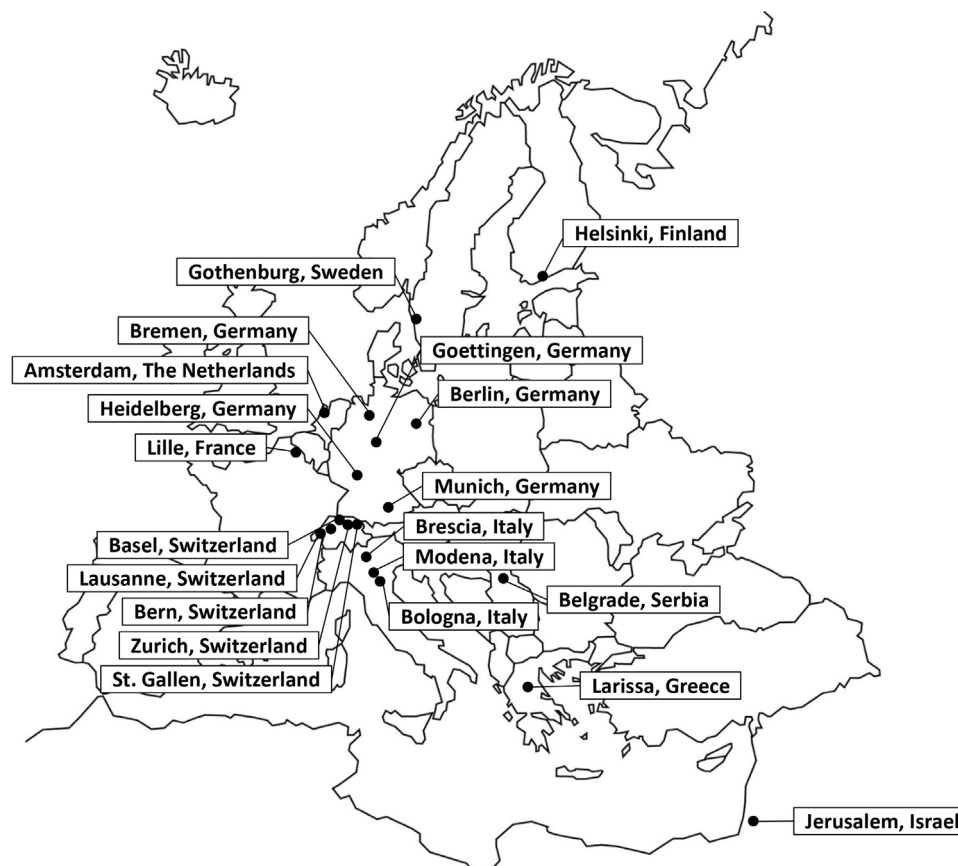 Helsinki, Finland
Gothenburg, Sweden
Bremen, Germany
Goettingen, Germany
Amsterdam, The Netherlands
Berlin, Germany
Heidelberg, Germany
Lille, France
Munich, Germany
Brescia, Italy
Basel, Switzerland
Modena, Italy
Lausanne, Switzerland
Belgrade, Serbia
Bern, Switzerland
Bologna, Italy
Zurich, Switzerland
St. Gallen, Switzerland
Larissa, Greece
Jerusalem, Israel